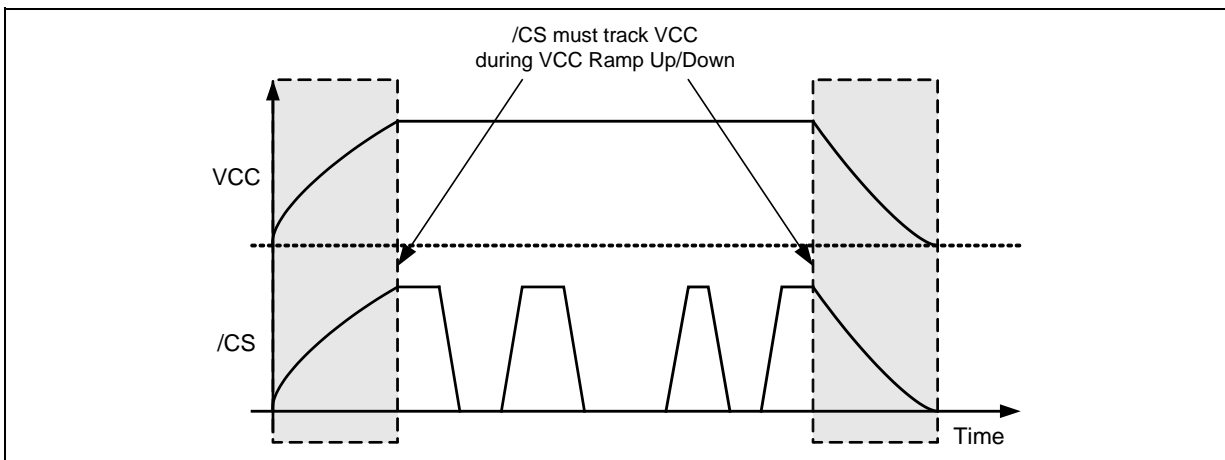 /CS must track VCC
during VCC Ramp Up/Down
VCC
/CS
Time